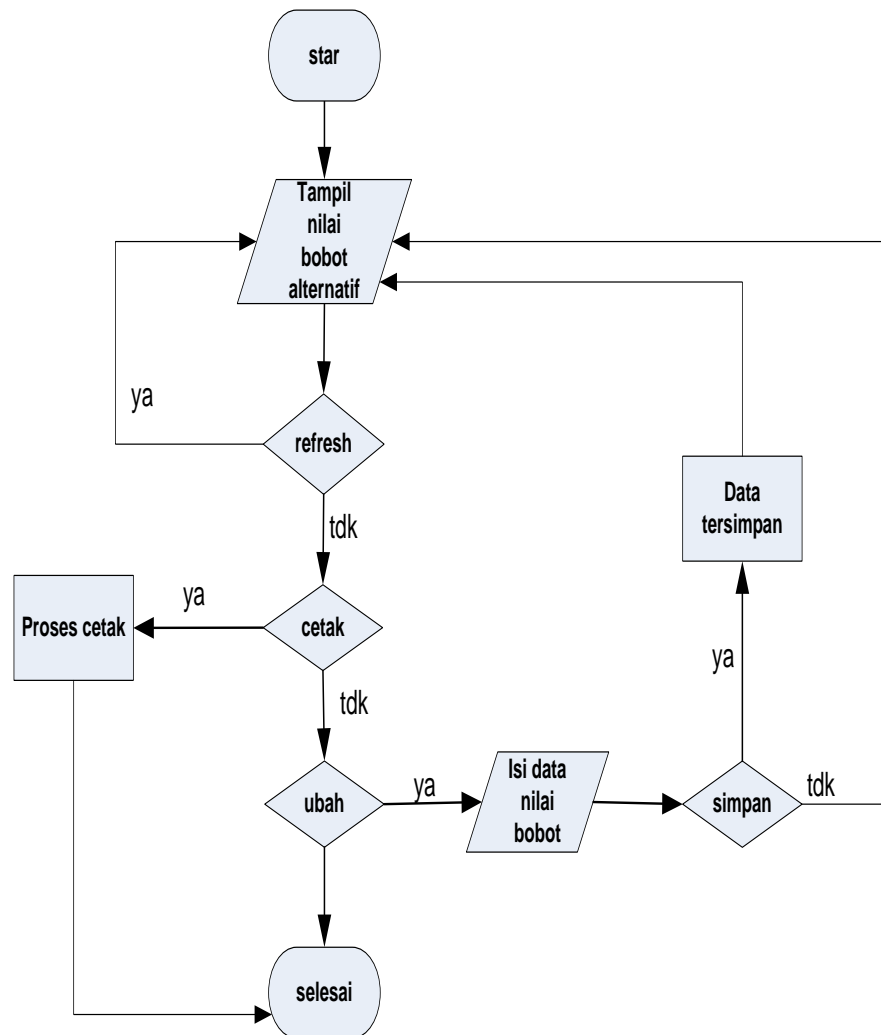 star
Tampil
nilai
bobot
alternatif
ya
refresh
tdk
Data
tersimpan
ya
Proses cetak
cetak
ya
tdk
Isi data
nilai
bobot
ya
ubah
simpan
tdk
selesai